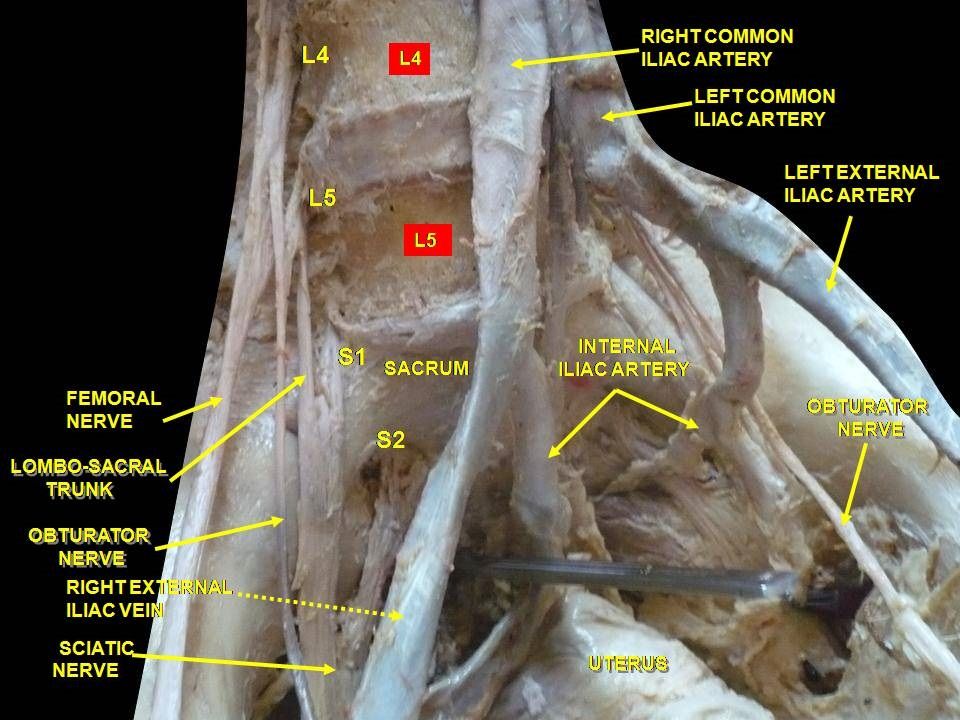 L4
L4
RIGHT COMMON
ILIAC ARTERY
LEFT COMMON
ILIAC ARTERY
LEFT EXTERNAL
ILIAC ARTERY
L5
L5
S1
SACRUM
INTERNAL
ILIAC ARTERY
FEMORAL
NERVE
OBTURATOR
NERVE
S2
LOMBO-SACRAL
TRUNK
OBTURATOR
NERVE
RIGHT EXTERNAL
ILIAC VEIN
SCIATIC
NERVE
UTERUS